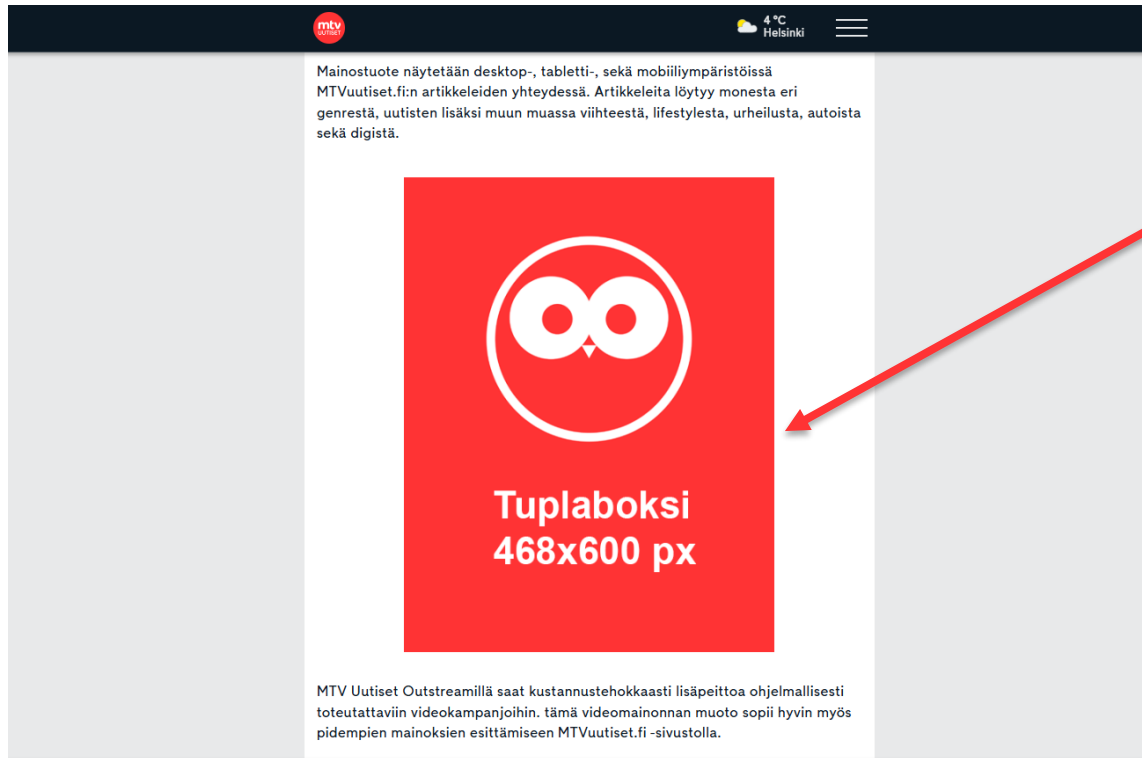 mtv
UUTISET
4 °C
Helsinki
Mainostuote näytetään desktop-, tabletti-, sekä mobiiliympäristöissä
MTVuutiset.fi:n artikkeleiden yhteydessä. Artikkeleita löytyy monesta eri
genrestä, uutisten lisäksi muun muassa viihteestä, lifestylesta, urheilusta, autoista
sekä digistä.
Tuplaboksi
468x600 px
MTV Uutiset Outstreamillä saat kustannustehokkaasti lisäpeittoa ohjelmallisesti
toteutattaviin videokampanjoihin. tämä videomainonnan muoto sopii hyvin myös
pidempien mainoksien esittämiseen MTVuutiset.fi -sivustolla.